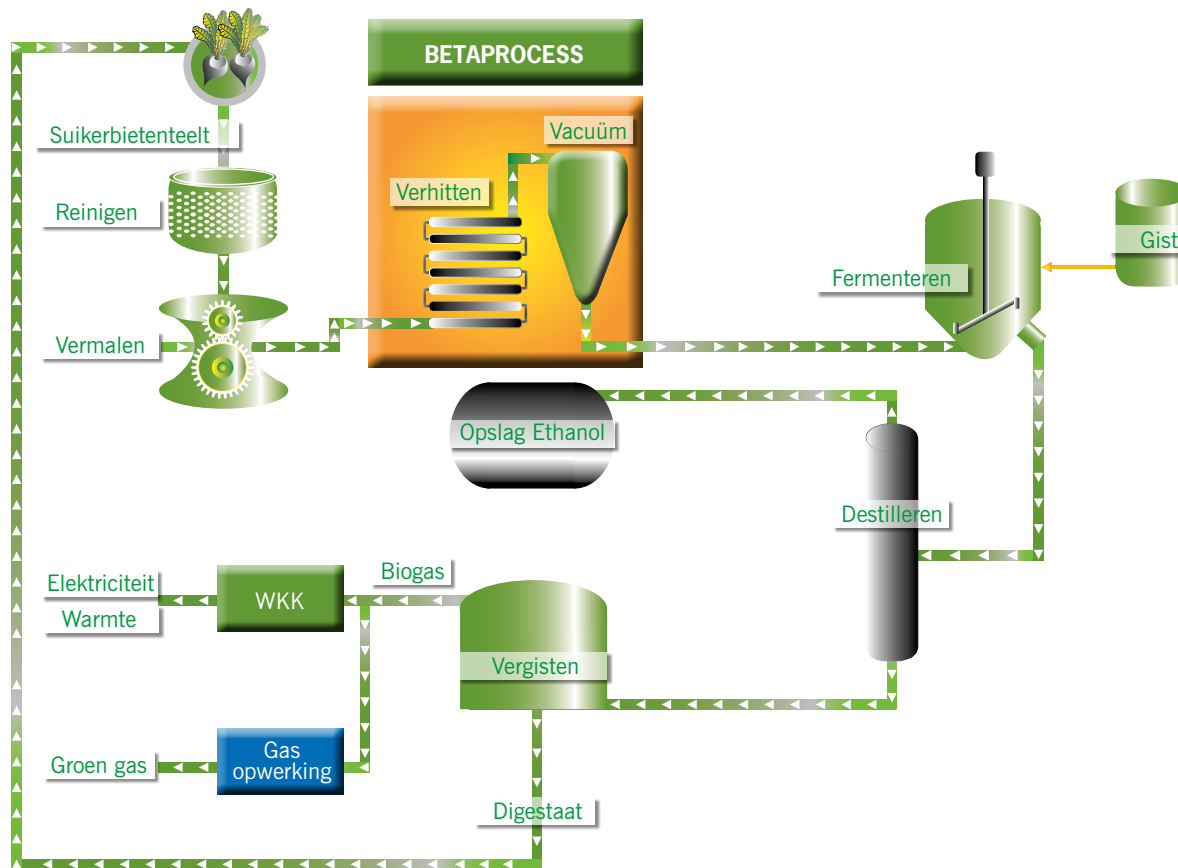 BETAPROCESS
Suikerbietenteelt
Vacuüm
Verhitten
Reinigen
Gist
Fermenteren
Vermalen
Opslag Ethanol
Destilleren
Biogas
Elektriciteit
WKK
Warmte
Vergisten
Gas
opwerking
Groen gas
Digestaat